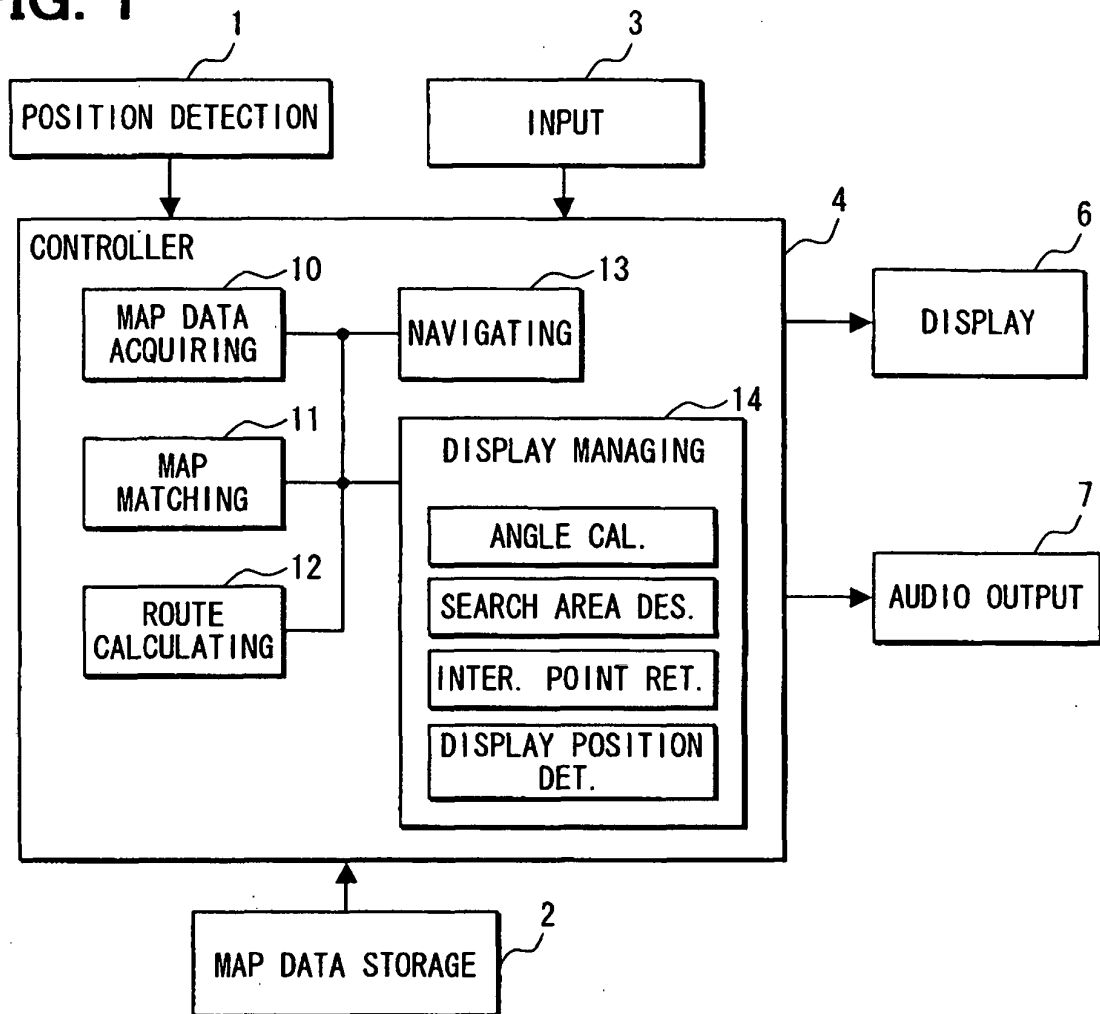 FIG. 1
1
3
POSITION DETECTION
INPUT
4
6
CONTROLLER
10
13
MAP DATA
ACQUIRING
NAVIGATING
DISPLAY
14
11
MAP
MATCHING
DISPLAY MANAGING
ANGLE CAL.
7
12
SEARCH AREA DES.
AUDIO OUTPUT
ROUTE
CALCULATING
INTER. POINT RET.
DISPLAY POSITION
DET.
2
MAP DATA STORAGE